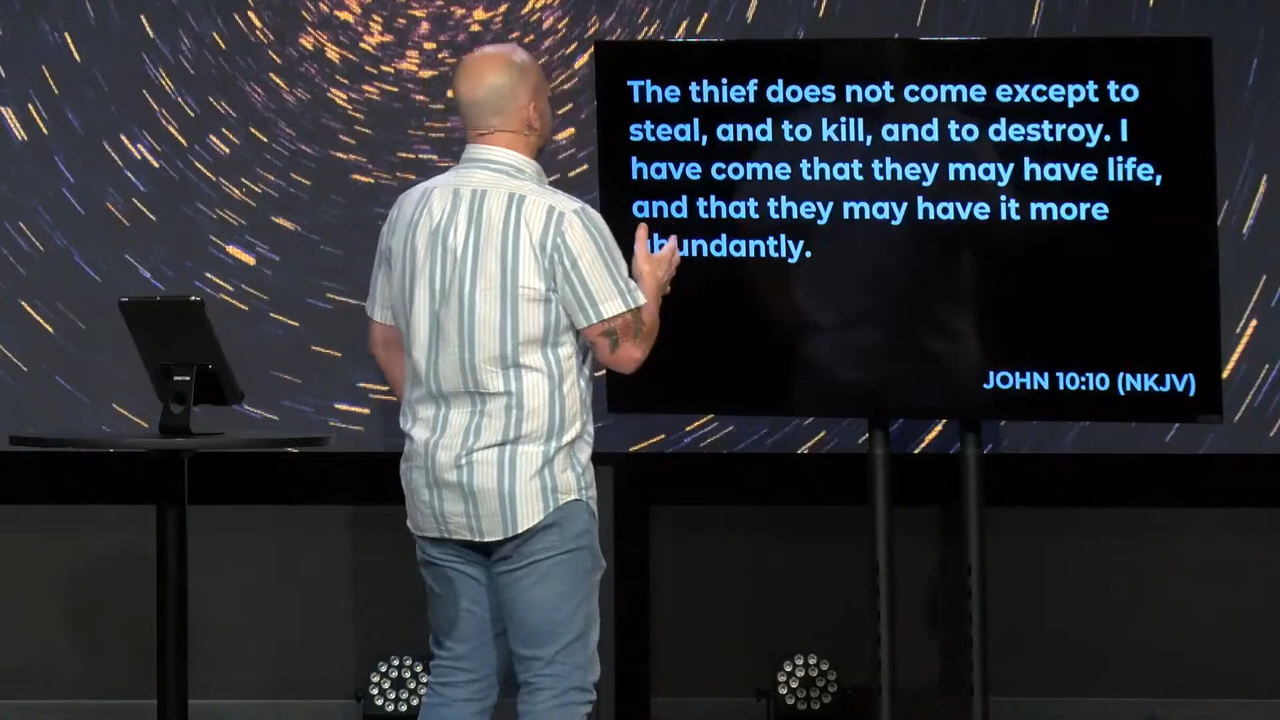 The thief does not come except to
steal, and to kill, and to destroy. I
have come that they may have life,
and that they may have it more
abundantly.
JOHN 10:10 (NKJV)